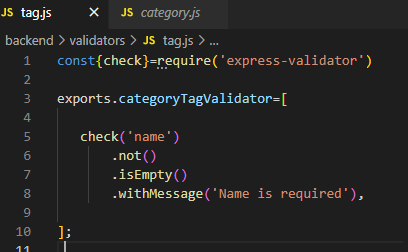 JS tag.js × JS category.js
backend > validators > JS tag.js > ...
1 const{check}=require('express-validator')
2
3 exports.categoryTagValidator=[
4
5 check('name')
6 .not()
7 .isEmpty()
8 .withMessage('Name is required'),
9
10 ];
11